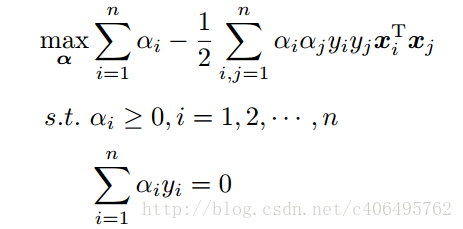 max_α ∑_{i=1}^{n} α_i − 1/2 ∑_{i,j=1}^{n} α_i α_j y_i y_j x_i^T x_j
s.t. α_i ≥ 0, i = 1, 2, ⋯ , n
∑_{i=1}^{n} α_i y_i = 0
http://blog.csdn.net/c406495762